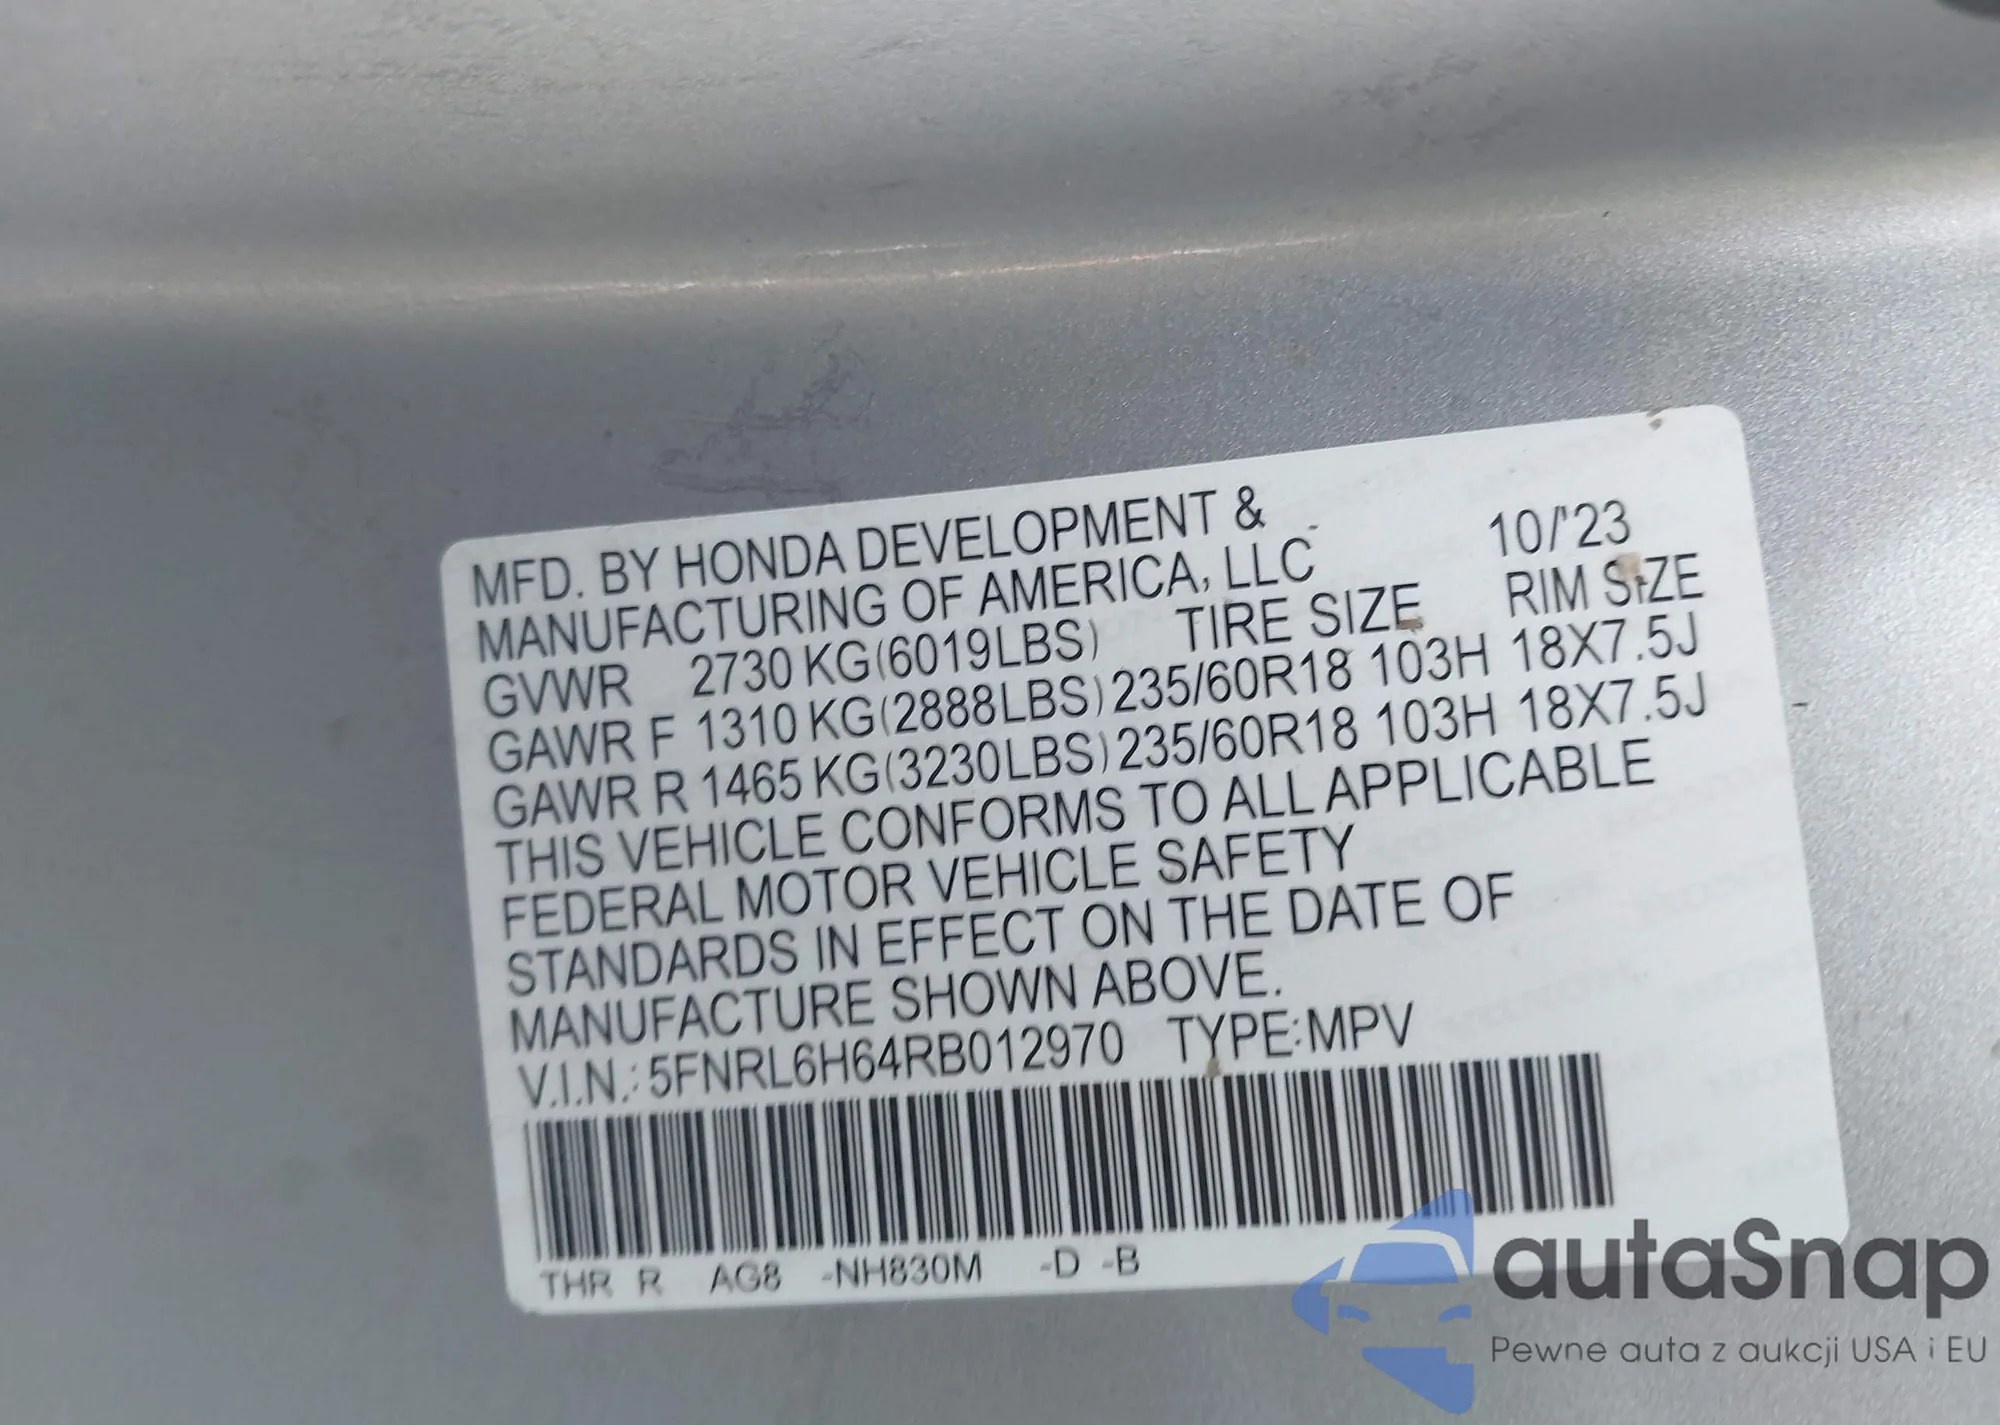 MFD. BY HONDA DEVELOPMENT &
MANUFACTURING OF AMERICA, LLC 10/'23
GVWR 2730 KG(6019LBS) TIRE SIZE RIM SIZE
GAWR F 1310 KG(2888LBS) 235/60R18 103H 18X7.5J
GAWR R 1465 KG(3230LBS) 235/60R18 103H 18X7.5J
THIS VEHICLE CONFORMS TO ALL APPLICABLE
FEDERAL MOTOR VEHICLE SAFETY
STANDARDS IN EFFECT ON THE DATE OF
MANUFACTURE SHOWN ABOVE.
V.I.N.: 5FNRL6H64RB012970 TYPE:MPV
THR R AG8 -NH830M -D -B
autaSnap
Pewne auta z aukcji USA i EU